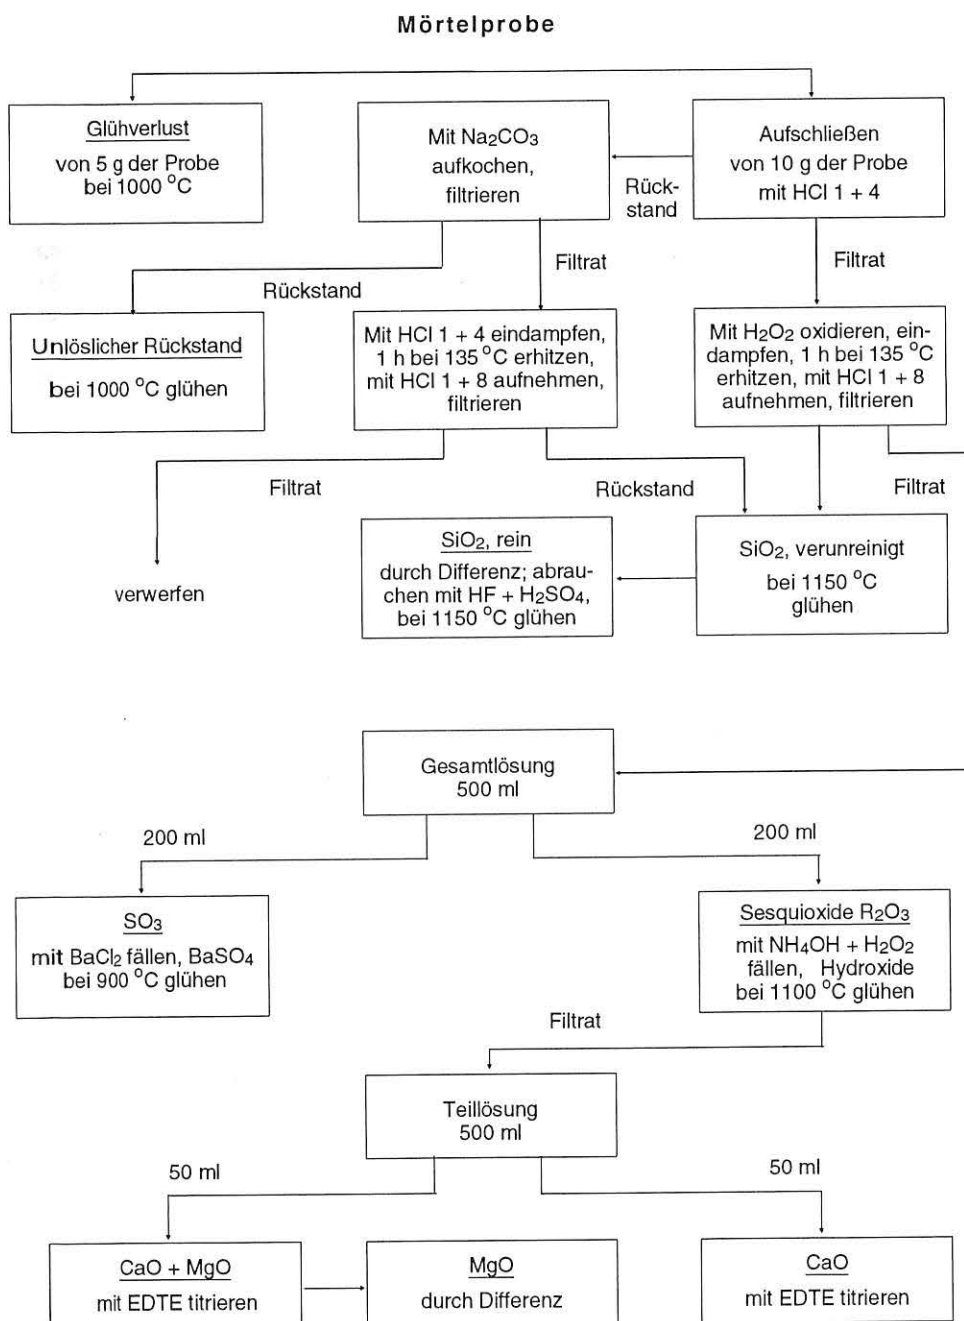 Mörtelprobe
Glühverlust
von 5 g der Probe
bei 1000 °C
Mit Na₂CO₃
aufkochen,
filtrieren
Aufschließen
von 10 g der Probe
mit HCl 1 + 4
Rück-
stand
Rückstand
Filtrat
Filtrat
Unlöslicher Rückstand
bei 1000 °C glühen
Mit HCl 1 + 4 eindampfen,
1 h bei 135 °C erhitzen,
mit HCl 1 + 8 aufnehmen,
filtrieren
Mit H₂O₂ oxidieren, ein-
dampfen, 1 h bei 135 °C
erhitzen, mit HCl 1 + 8
aufnehmen, filtrieren
Filtrat
Rückstand
Filtrat
verwerfen
SiO₂, rein
durch Differenz; abrau-
chen mit HF + H₂SO₄,
bei 1150 °C glühen
SiO₂, verunreinigt
bei 1150 °C
glühen
Gesamtlösung
500 ml
200 ml
200 ml
SO₃
mit BaCl₂ fällen, BaSO₄
bei 900 °C glühen
Sesquioxide R₂O₃
mit NH₄OH + H₂O₂
fällen, Hydroxide
bei 1100 °C glühen
Filtrat
Teillösung
500 ml
50 ml
50 ml
CaO + MgO
mit EDTE titrieren
MgO
durch Differenz
CaO
mit EDTE titrieren